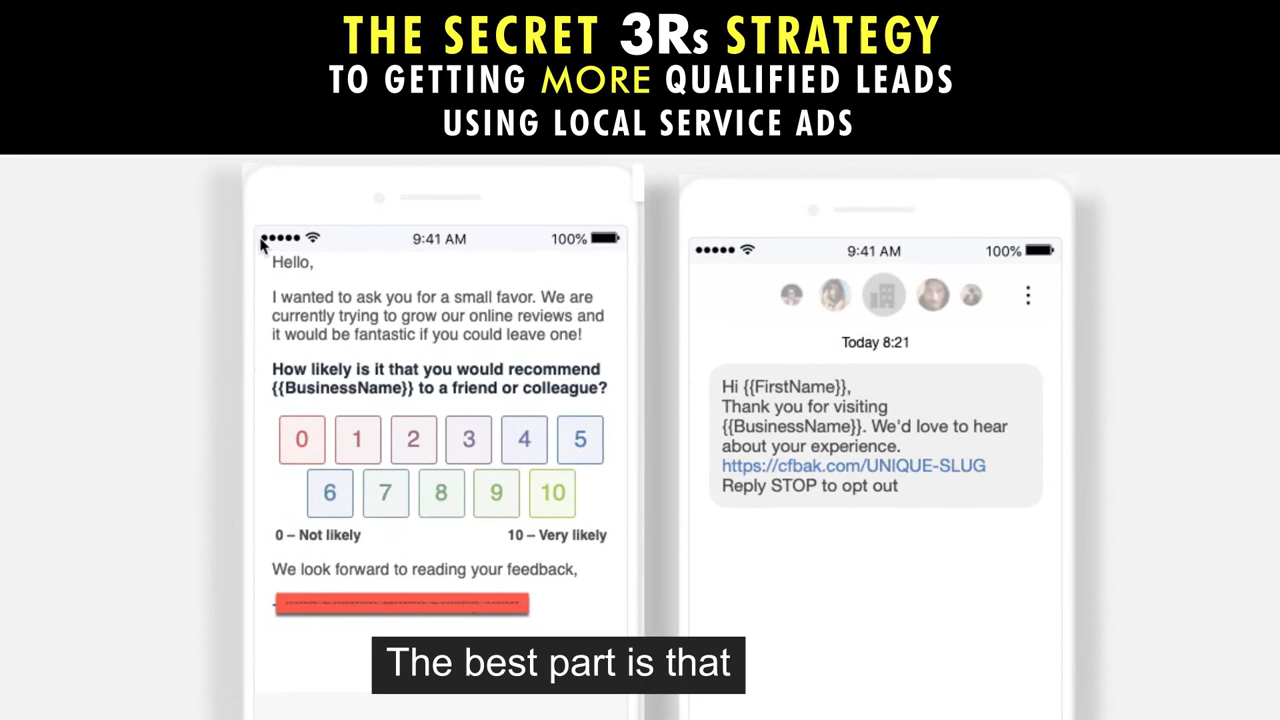 THE SECRET 3Rs STRATEGY
TO GETTING MORE QUALIFIED LEADS
USING LOCAL SERVICE ADS
9:41 AM
100%
Hello,
I wanted to ask you for a small favor. We are
currently trying to grow our online reviews and
it would be fantastic if you could leave one!
How likely is it that you would recommend
{{BusinessName}} to a friend or colleague?
0 1 2 3 4 5
6 7 8 9 10
0 – Not likely
10 – Very likely
We look forward to reading your feedback,
9:41 AM
100%
Today 8:21
Hi {{FirstName}},
Thank you for visiting
{{BusinessName}}. We'd love to hear
about your experience.
https://cfbak.com/UNIQUE-SLUG
Reply STOP to opt out
The best part is that